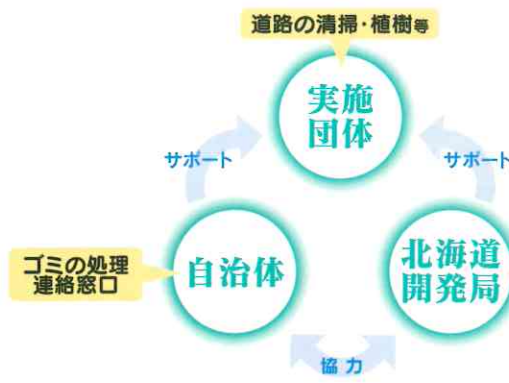 道路の清掃・植樹等
実施
団体
サポート
サポート
ゴミの処理
連絡窓口
自治体
北海道
開発局
協力